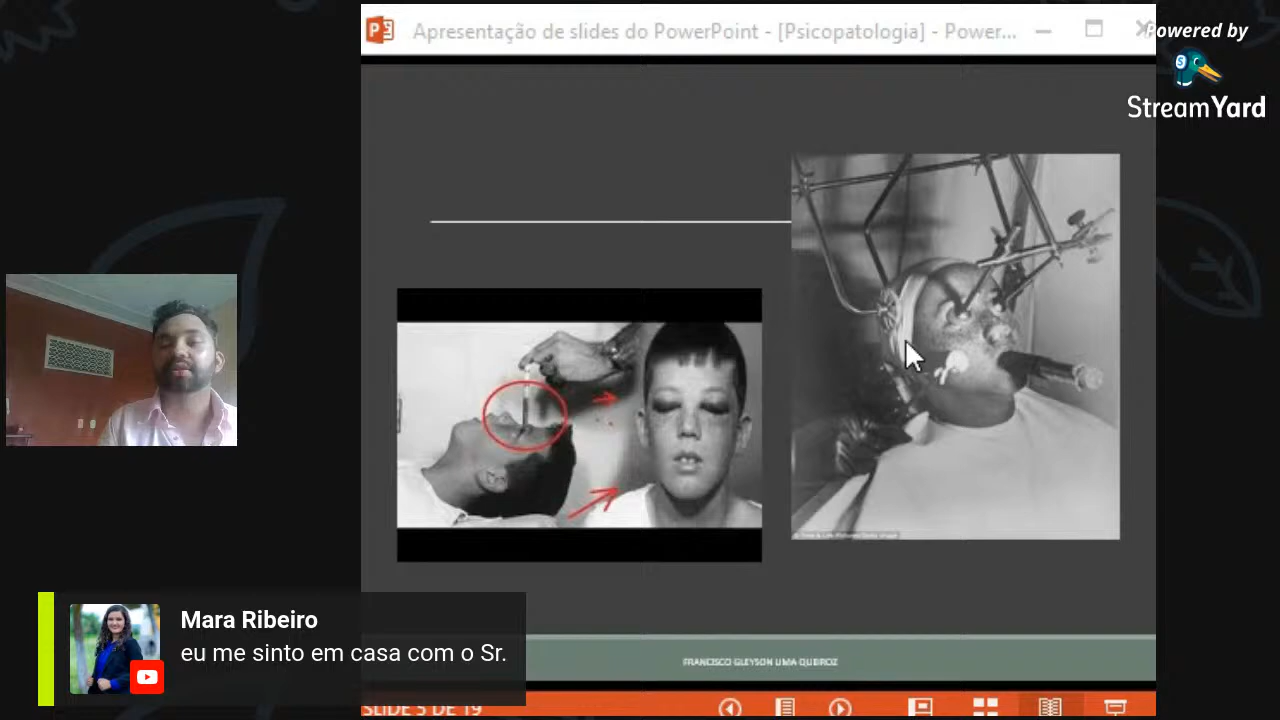 Apresentação de slides do PowerPoint - [Psicopatologia] - Power...
Powered by
StreamYard
Mara Ribeiro
eu me sinto em casa com o Sr.
FRANCISCO GLEYSON LIMA QUEIROZ
SLIDE 5 DE 19